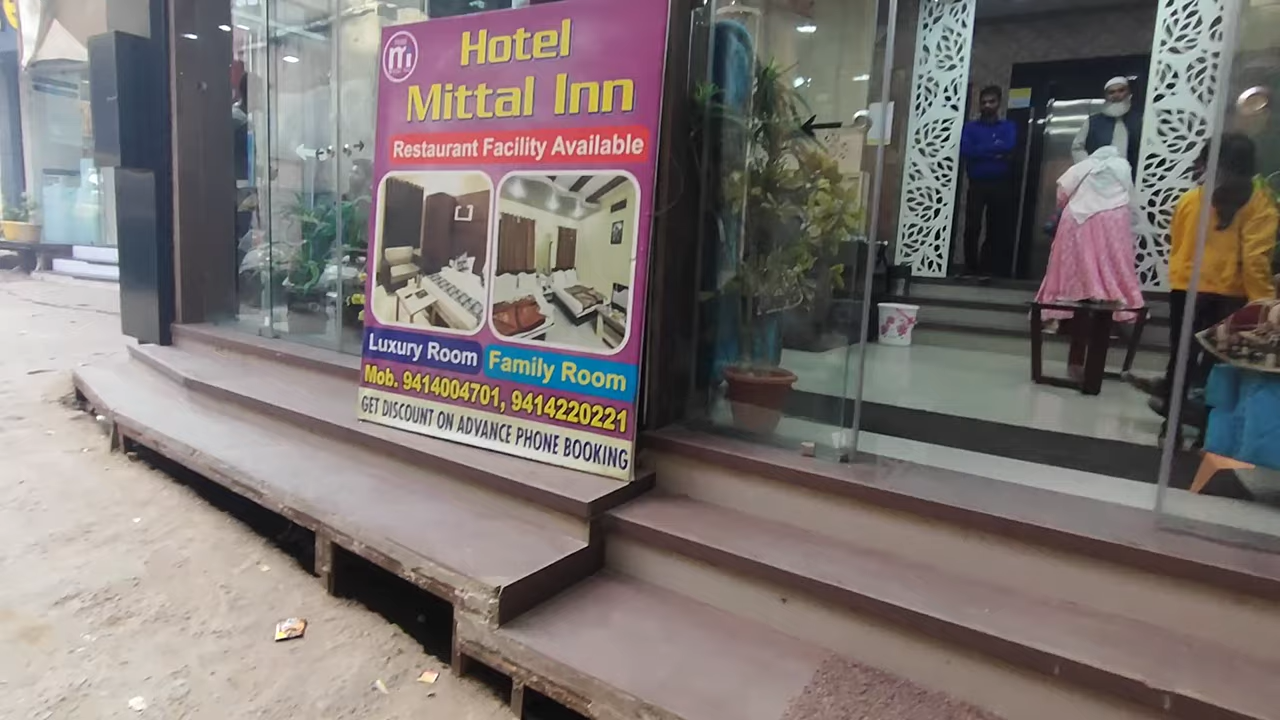 Hotel
Mittal Inn
Restaurant Facility Available
Luxury Room
Family Room
Mob. 9414004701, 9414220221
GET DISCOUNT ON ADVANCE PHONE BOOKING